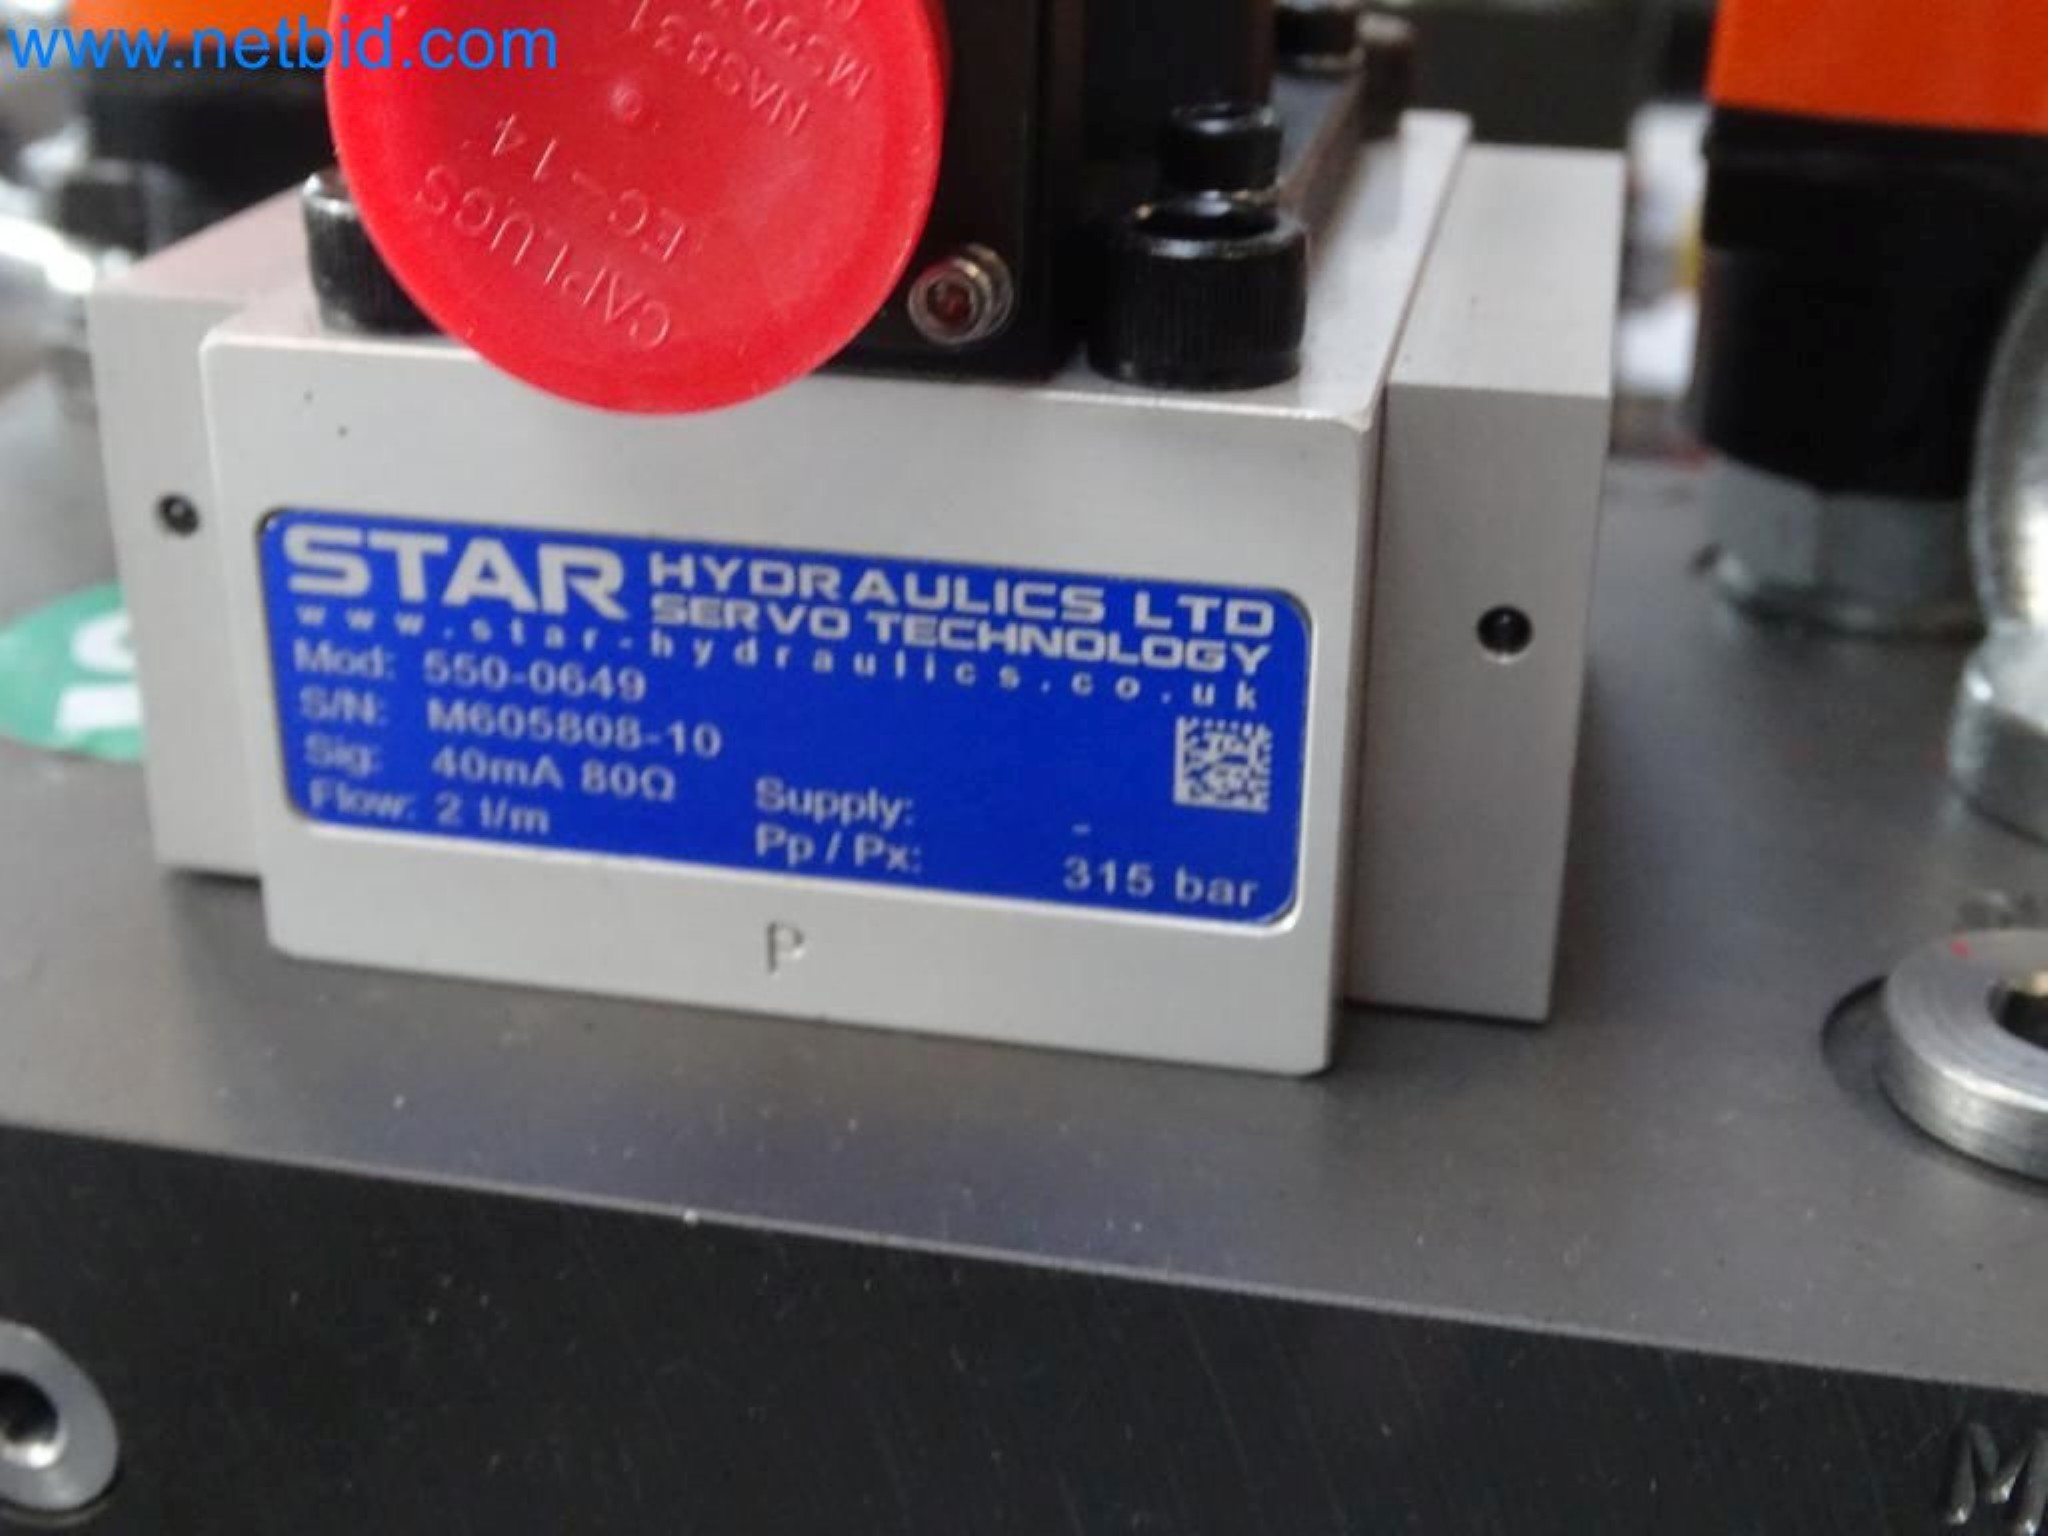 www.netbid.com
NAS831
CAPLUGS
EC-14
STAR HYDRAULICS LTD
SERVO TECHNOLOGY
www.star-hydraulics.co.uk
Mod: 550-0649
S/N: M605808-10
Sig: 40mA 80Ω
Supply: -
Flow: 2 l/m
Pp / Px: 315 bar
P
M